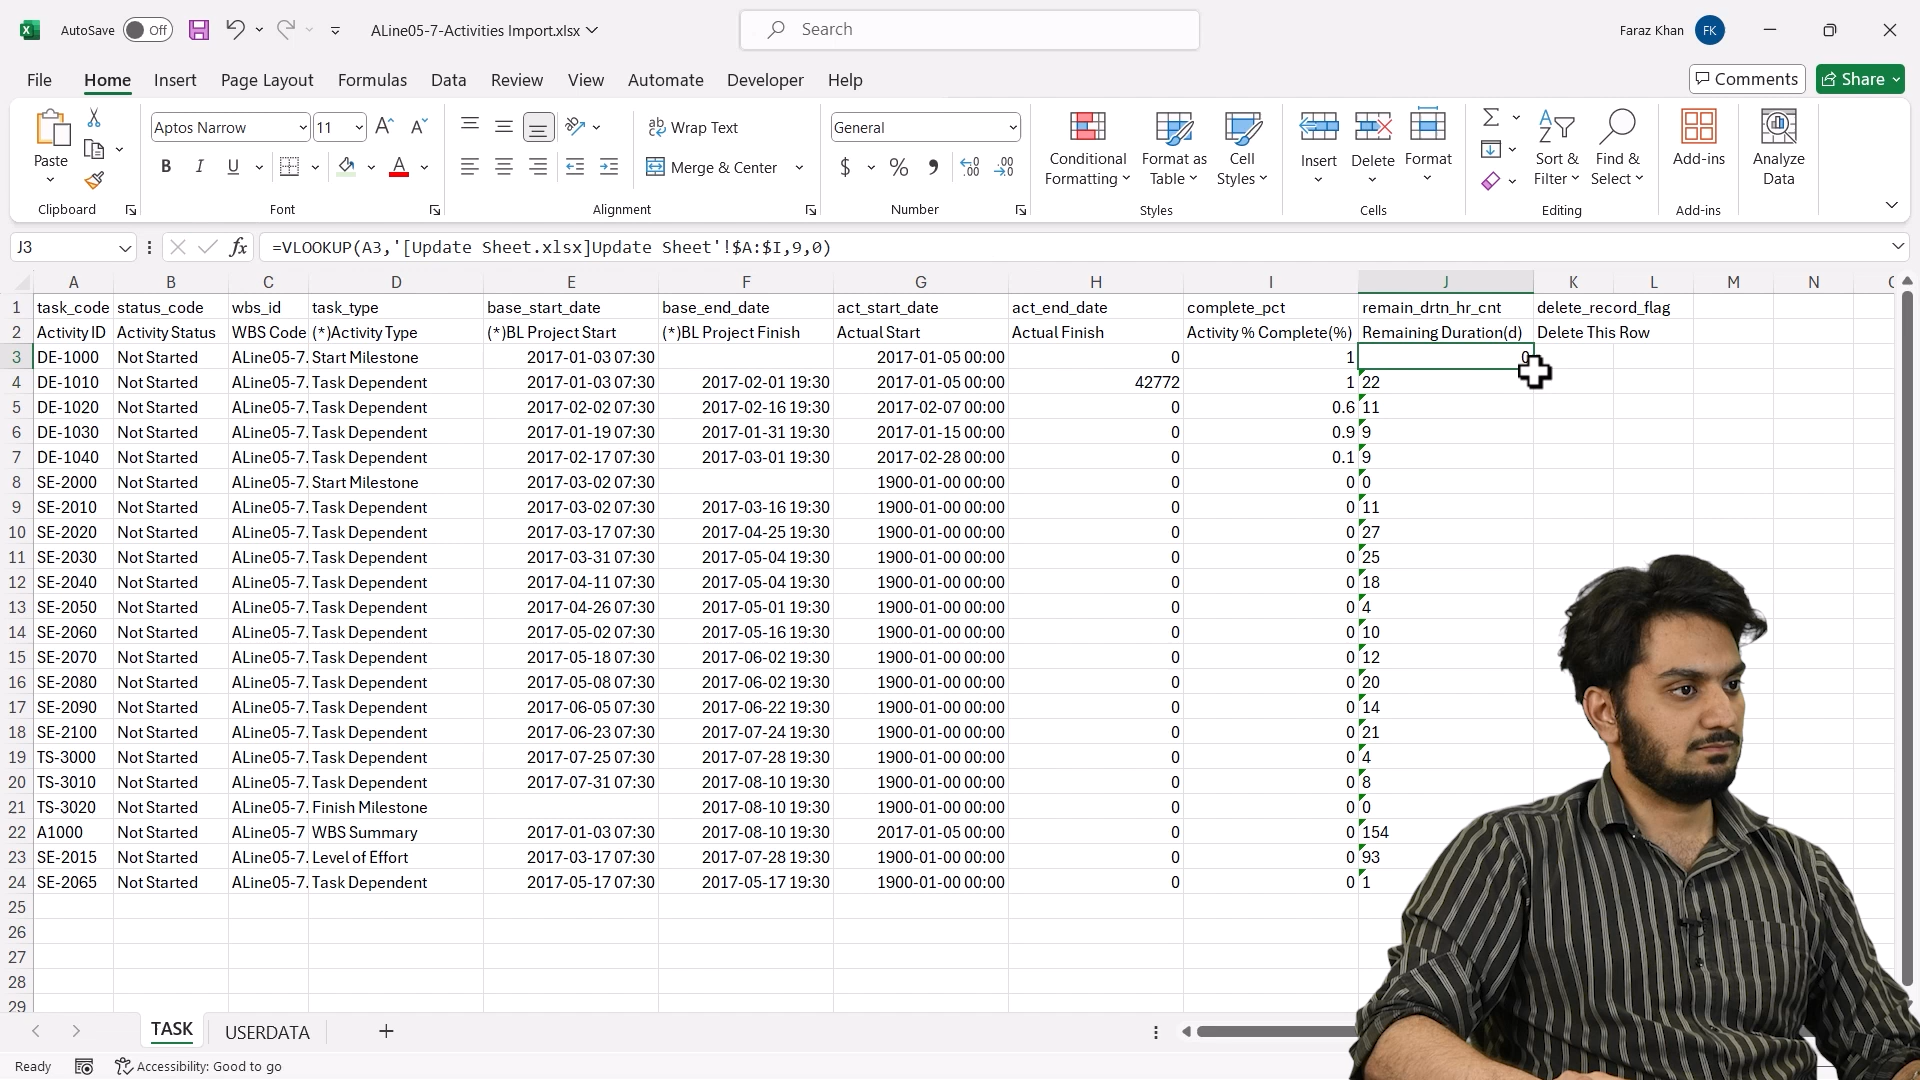 AutoSave Off ALine05-7-Activities Import.xlsx Search Faraz Khan FK
File Home Insert Page Layout Formulas Data Review View Automate Developer Help Comments Share
Paste Aptos Narrow 11 Wrap Text General Conditional Formatting Format as Table Cell Styles Insert Delete Format Sort & Filter Find & Select Add-ins Analyze Data
B I U A Merge & Center $ %
Clipboard Font Alignment Number Styles Cells Editing Add-ins
J3 fx =VLOOKUP(A3,'[Update Sheet.xlsx]Update Sheet'!$A:$I,9,0)
A B C D E F G H I J K L M N
1 task_code status_code wbs_id task_type base_start_date base_end_date act_start_date act_end_date complete_pct remain_drtn_hr_cnt delete_record_flag
2 Activity ID Activity Status WBS Code (*)Activity Type (*)BL Project Start (*)BL Project Finish Actual Start Actual Finish Activity % Complete(%) Remaining Duration(d) Delete This Row
3 DE-1000 Not Started ALine05-7. Start Milestone 2017-01-03 07:30 2017-01-05 00:00 0 1 0
4 DE-1010 Not Started ALine05-7. Task Dependent 2017-01-03 07:30 2017-02-01 19:30 2017-01-05 00:00 42772 1 22
5 DE-1020 Not Started ALine05-7. Task Dependent 2017-02-02 07:30 2017-02-16 19:30 2017-02-07 00:00 0 0.6 11
6 DE-1030 Not Started ALine05-7. Task Dependent 2017-01-19 07:30 2017-01-31 19:30 2017-01-15 00:00 0 0.9 9
7 DE-1040 Not Started ALine05-7. Task Dependent 2017-02-17 07:30 2017-03-01 19:30 2017-02-28 00:00 0 0.1 9
8 SE-2000 Not Started ALine05-7. Start Milestone 2017-03-02 07:30 1900-01-00 00:00 0 0 0
9 SE-2010 Not Started ALine05-7. Task Dependent 2017-03-02 07:30 2017-03-16 19:30 1900-01-00 00:00 0 0 11
10 SE-2020 Not Started ALine05-7. Task Dependent 2017-03-17 07:30 2017-04-25 19:30 1900-01-00 00:00 0 0 27
11 SE-2030 Not Started ALine05-7. Task Dependent 2017-03-31 07:30 2017-05-04 19:30 1900-01-00 00:00 0 0 25
12 SE-2040 Not Started ALine05-7. Task Dependent 2017-04-11 07:30 2017-05-04 19:30 1900-01-00 00:00 0 0 18
13 SE-2050 Not Started ALine05-7. Task Dependent 2017-04-26 07:30 2017-05-01 19:30 1900-01-00 00:00 0 0 4
14 SE-2060 Not Started ALine05-7. Task Dependent 2017-05-02 07:30 2017-05-16 19:30 1900-01-00 00:00 0 0 10
15 SE-2070 Not Started ALine05-7. Task Dependent 2017-05-18 07:30 2017-06-02 19:30 1900-01-00 00:00 0 0 12
16 SE-2080 Not Started ALine05-7. Task Dependent 2017-05-08 07:30 2017-06-02 19:30 1900-01-00 00:00 0 0 20
17 SE-2090 Not Started ALine05-7. Task Dependent 2017-06-05 07:30 2017-06-22 19:30 1900-01-00 00:00 0 0 14
18 SE-2100 Not Started ALine05-7. Task Dependent 2017-06-23 07:30 2017-07-24 19:30 1900-01-00 00:00 0 0 21
19 TS-3000 Not Started ALine05-7. Task Dependent 2017-07-25 07:30 2017-07-28 19:30 1900-01-00 00:00 0 0 4
20 TS-3010 Not Started ALine05-7. Task Dependent 2017-07-31 07:30 2017-08-10 19:30 1900-01-00 00:00 0 0 8
21 TS-3020 Not Started ALine05-7. Finish Milestone 2017-08-10 19:30 1900-01-00 00:00 0 0 0
22 A1000 Not Started ALine05-7 WBS Summary 2017-01-03 07:30 2017-08-10 19:30 2017-01-05 00:00 0 0 154
23 SE-2015 Not Started ALine05-7. Level of Effort 2017-03-17 07:30 2017-07-28 19:30 1900-01-00 00:00 0 0 93
24 SE-2065 Not Started ALine05-7. Task Dependent 2017-05-17 07:30 2017-05-17 19:30 1900-01-00 00:00 0 0 1
25
26
27
28
29
TASK USERDATA
Ready Accessibility: Good to go